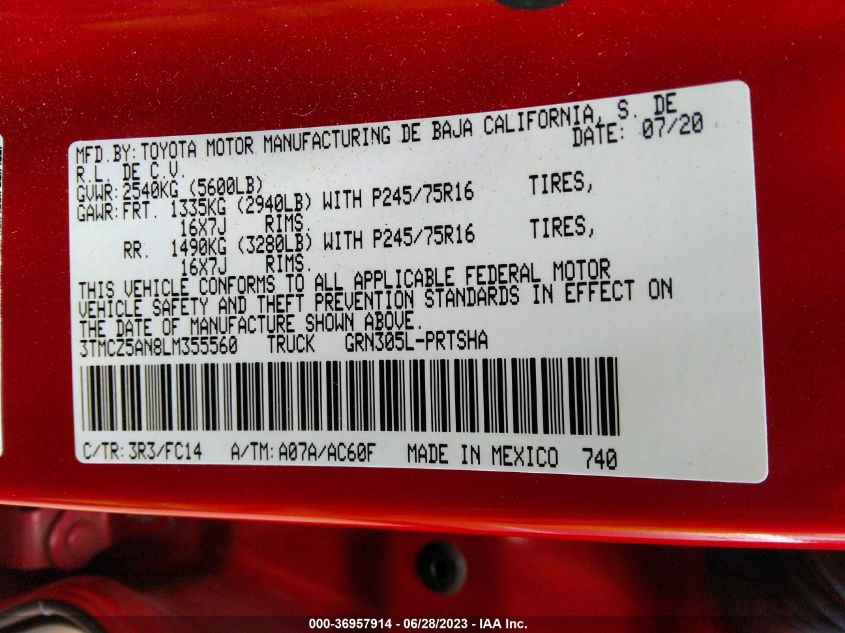 MFD.BY:TOYOTA MOTOR MANUFACTURING DE BAJA CALIFORNIA, S. DE
R.L. DE C.V. DATE: 07/20
GVWR:2540KG (5600LB)
GAWR:FRT. 1335KG (2940LB) WITH P245/75R16 TIRES,
16X7J RIMS.
RR. 1490KG (3280LB) WITH P245/75R16 TIRES,
16X7J RIMS.
THIS VEHICLE CONFORMS TO ALL APPLICABLE FEDERAL MOTOR
VEHICLE SAFETY AND THEFT PREVENTION STANDARDS IN EFFECT ON
THE DATE OF MANUFACTURE SHOWN ABOVE.
3TMCZ5AN8LM355560 TRUCK GRN305L-PRTSHA
C/TR:3R3/FC14 A/TM:A07A/AC60F MADE IN MEXICO 740
000-36957914 - 06/28/2023 - IAA Inc.